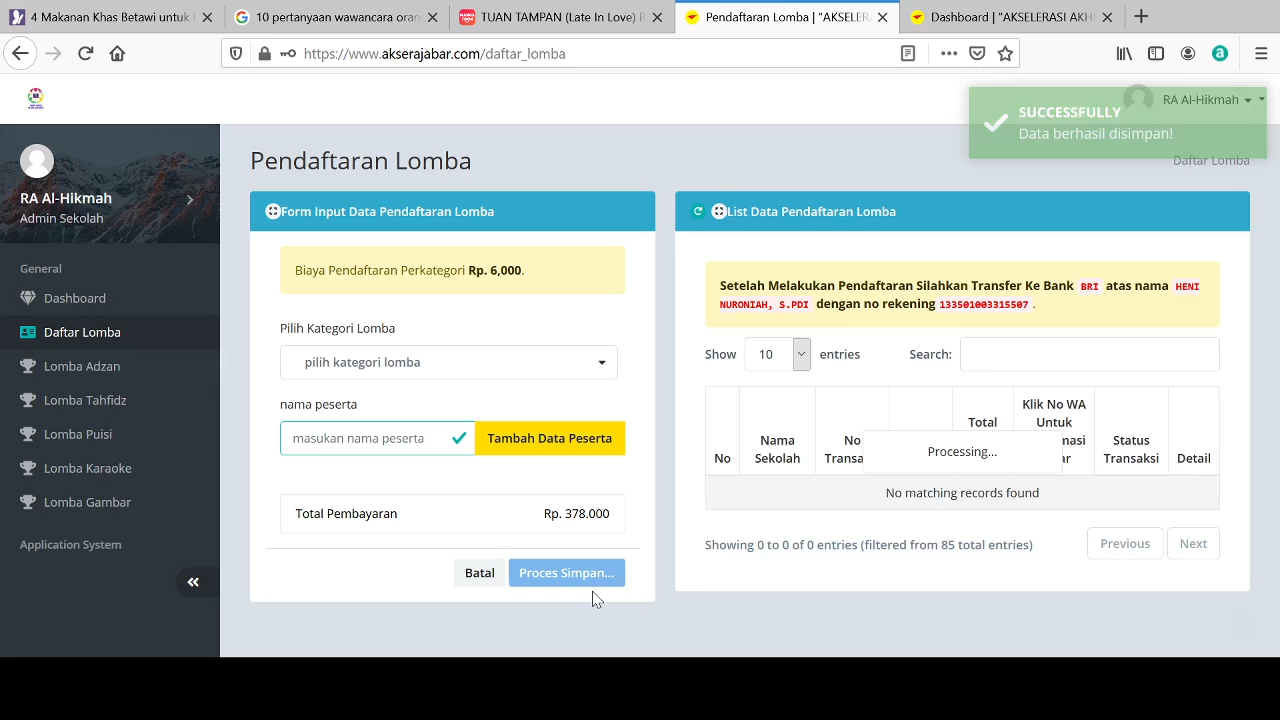 4 Makanan Khas Betawi untuk l
10 pertanyaan wawancara oran
TUAN TAMPAN (Late In Love) R
Pendaftaran Lomba | "AKSELERA
Dashboard | "AKSELERASI AKHI
https://www.akserajabar.com/daftar_lomba
RA Al-Hikmah
SUCCESSFULLY
Data berhasil disimpan!
Pendaftaran Lomba
Daftar Lomba
RA Al-Hikmah
Admin Sekolah
General
Dashboard
Daftar Lomba
Lomba Adzan
Lomba Tahfidz
Lomba Puisi
Lomba Karaoke
Lomba Gambar
Application System
Form Input Data Pendaftaran Lomba
Biaya Pendaftaran Perkategori Rp. 6,000.
Pilih Kategori Lomba
pilih kategori lomba
nama peserta
masukan nama peserta
Tambah Data Peserta
Total Pembayaran Rp. 378.000
Batal Proces Simpan...
List Data Pendaftaran Lomba
Setelah Melakukan Pendaftaran Silahkan Transfer Ke Bank BRI atas nama HENI
NURONIAH, S.PDI dengan no rekening 133501003315507 .
Show 10 entries Search:
No
Nama
Sekolah
No
Transa
Total
Klik No WA
Untuk
masi
ar
Status
Transaksi
Detail
Processing...
No matching records found
Showing 0 to 0 of 0 entries (filtered from 85 total entries)
Previous Next